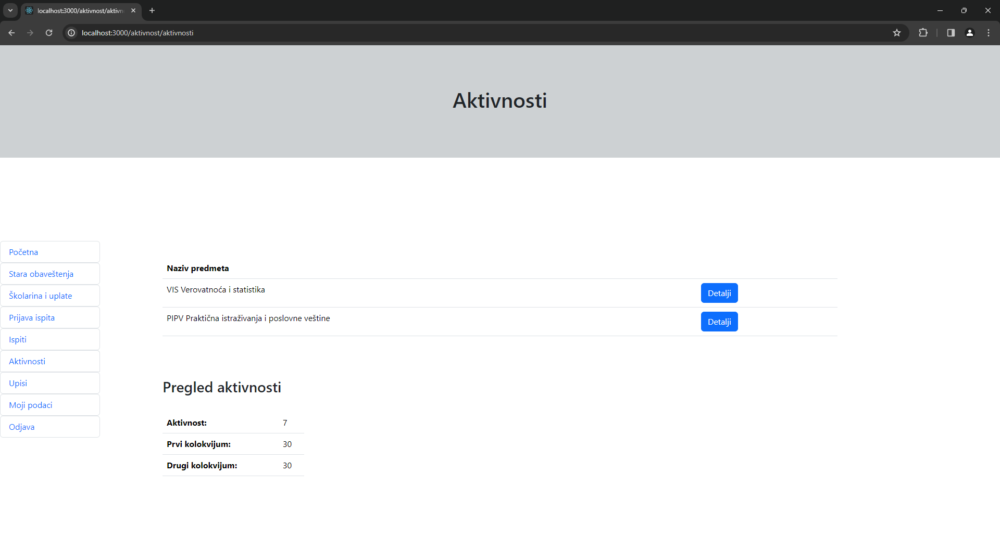 localhost:3000/aktivnost/aktivn
localhost:3000/aktivnost/aktivnosti
Aktivnosti
Početna
Stara obaveštenja
Školarina i uplate
Prijava ispita
Ispiti
Aktivnosti
Upisi
Moji podaci
Odjava
Naziv predmeta
VIS Verovatnoća i statistika Detalji
PIPV Praktična istraživanja i poslovne veštine Detalji
Pregled aktivnosti
Aktivnost: 7
Prvi kolokvijum: 30
Drugi kolokvijum: 30